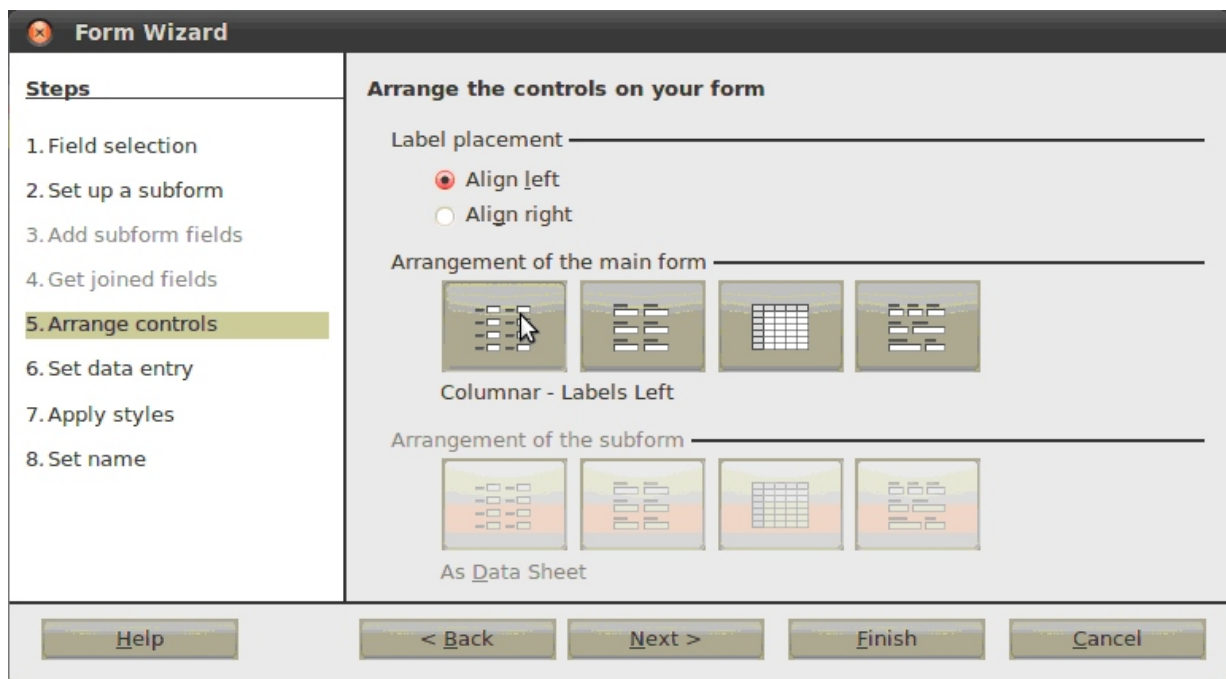 Form Wizard
Steps
1. Field selection
2. Set up a subform
3. Add subform fields
4. Get joined fields
5. Arrange controls
6. Set data entry
7. Apply styles
8. Set name
Arrange the controls on your form
Label placement
Align left
Align right
Arrangement of the main form
Columnar - Labels Left
Arrangement of the subform
As Data Sheet
Help
< Back
Next >
Finish
Cancel